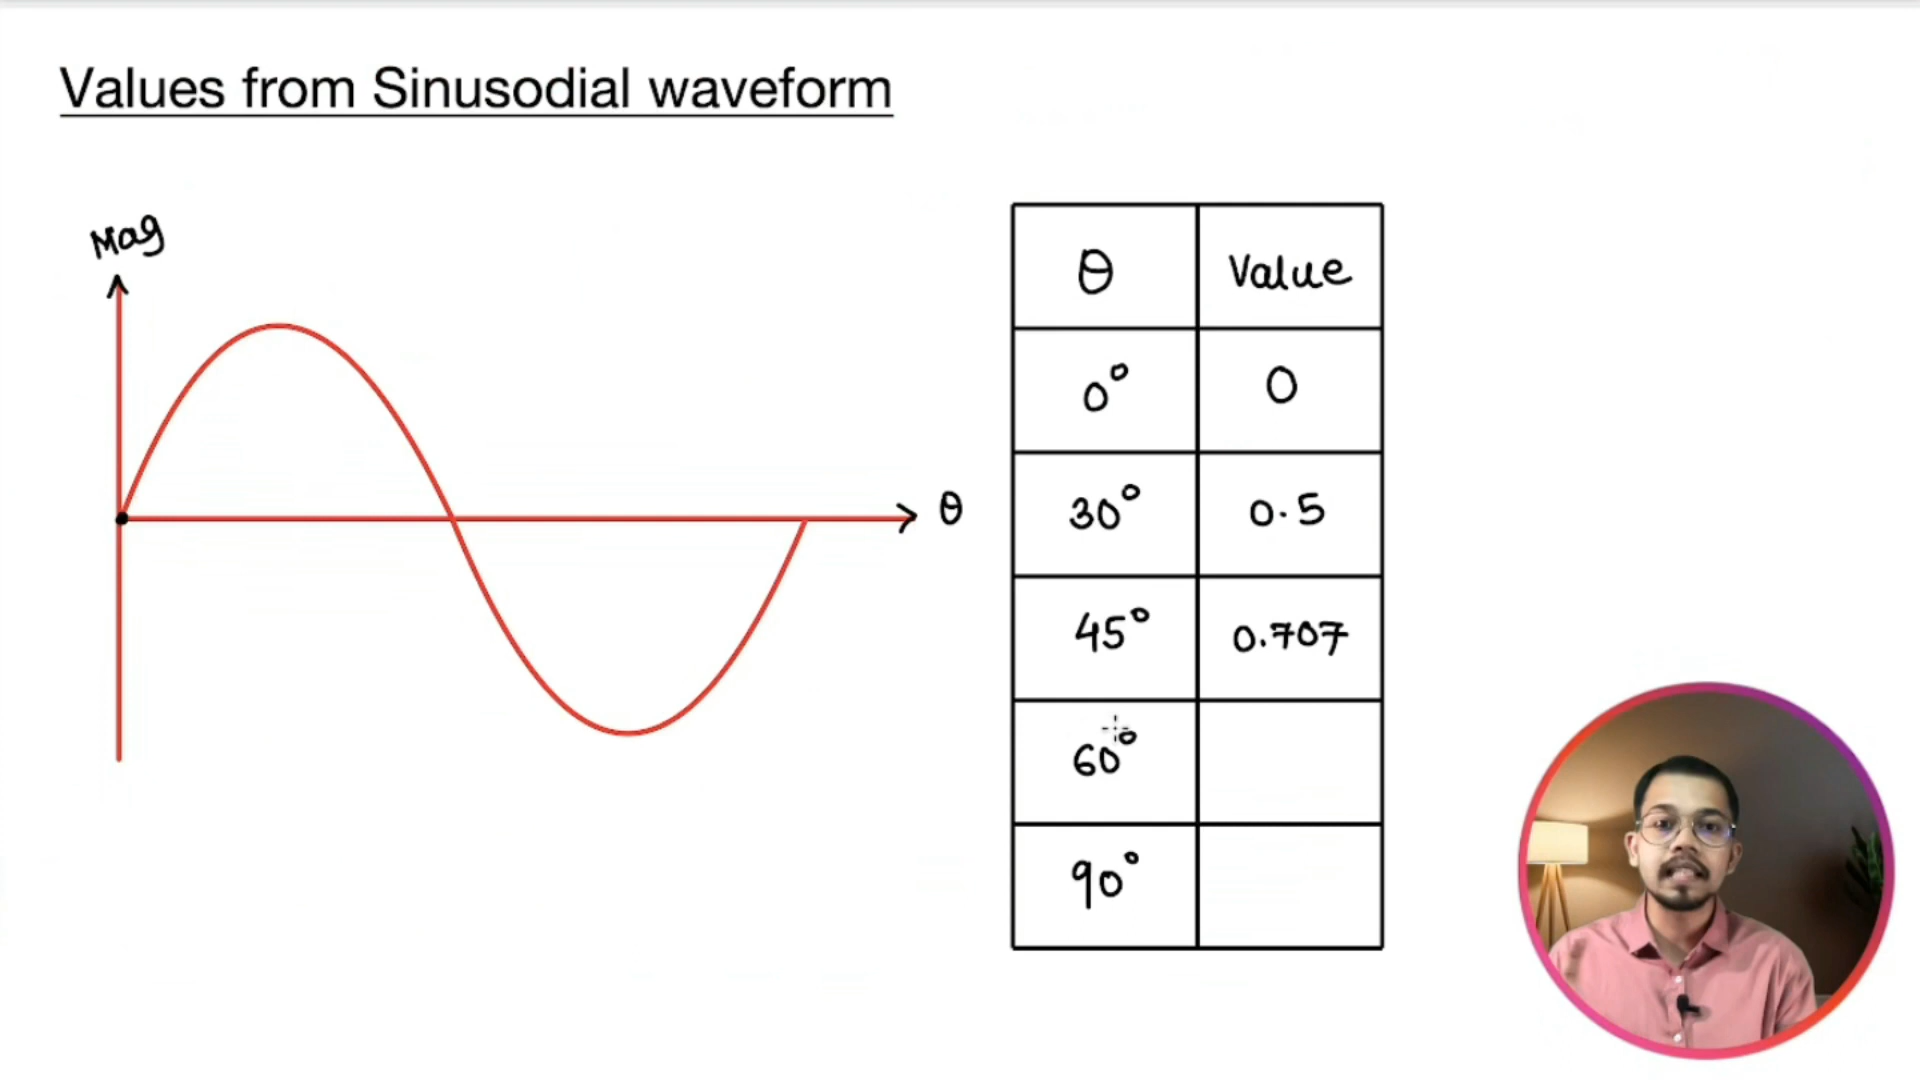 Values from Sinusodial waveform
Mag
θ
θ Value
0° 0
30° 0.5
45° 0.707
60°
90°